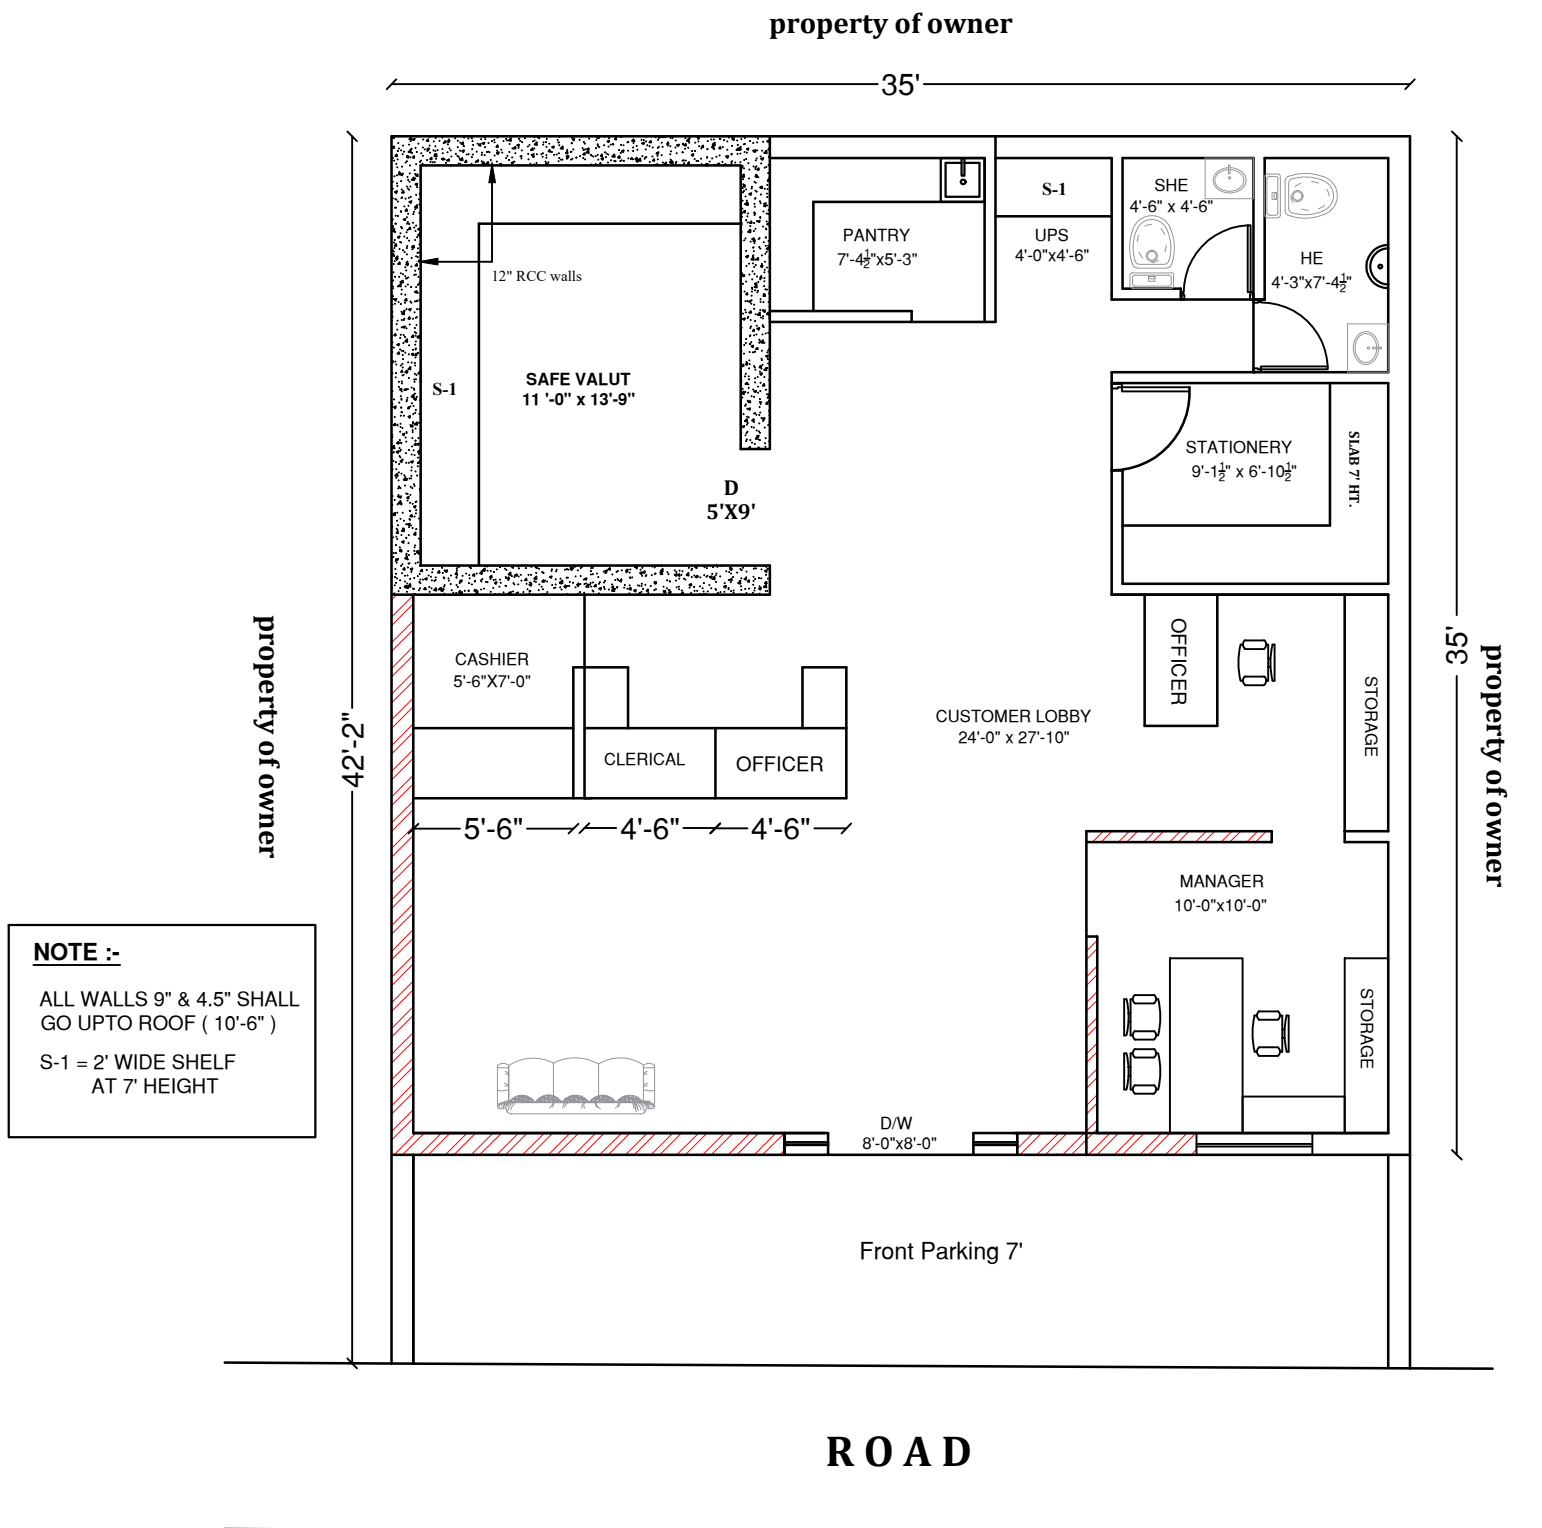 property of owner
35'
S-1
SHE
4'-6" x 4'-6"
PANTRY
7'-4½"x5'-3"
UPS
4'-0"x4'-6"
HE
4'-3"x7'-4½"
12" RCC walls
SAFE VALUT
11 '-0" x 13'-9"
S-1
D
5'X9'
STATIONERY
9'-1½" x 6'-10½"
SLAB 7' HT.
property of owner
42'-2"
CASHIER
5'-6"X7'-0"
CLERICAL
OFFICER
5'-6"
4'-6"
4'-6"
CUSTOMER LOBBY
24'-0" x 27'-10"
OFFICER
STORAGE
35'
property of owner
MANAGER
10'-0"x10'-0"
STORAGE
NOTE :-
ALL WALLS 9" & 4.5" SHALL
GO UPTO ROOF ( 10'-6" )
S-1 = 2' WIDE SHELF
AT 7' HEIGHT
D/W
8'-0"x8'-0"
Front Parking 7'
ROAD